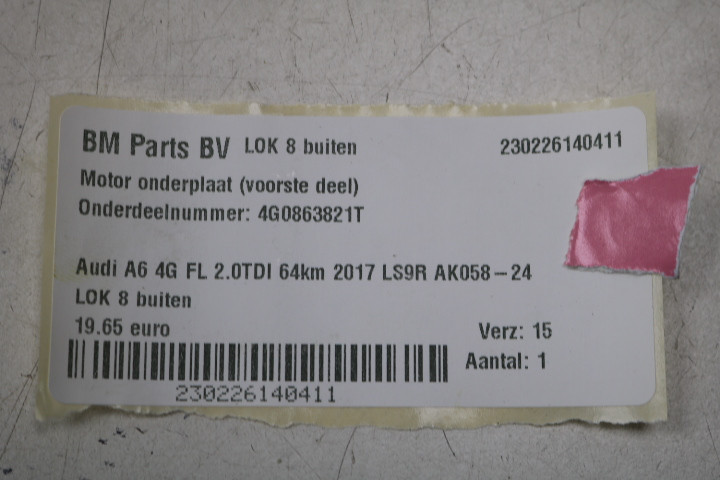 BM Parts BV LOK 8 buiten 230226140411
Motor onderplaat (voorste deel)
Onderdeelnummer: 4G0863821T
Audi A6 4G FL 2.0TDI 64km 2017 LS9R AK058-24
LOK 8 buiten
19.65 euro Verz: 15
Aantal: 1
230226140411